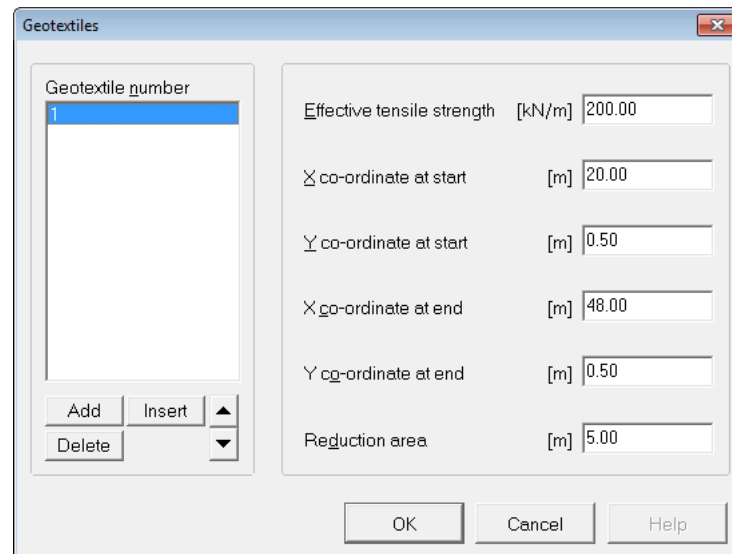 Geotextiles
Geotextile number
1
Add Insert
Delete
Effective tensile strength [kN/m] 200.00
X co-ordinate at start [m] 20.00
Y co-ordinate at start [m] 0.50
X co-ordinate at end [m] 48.00
Y co-ordinate at end [m] 0.50
Reduction area [m] 5.00
OK Cancel Help